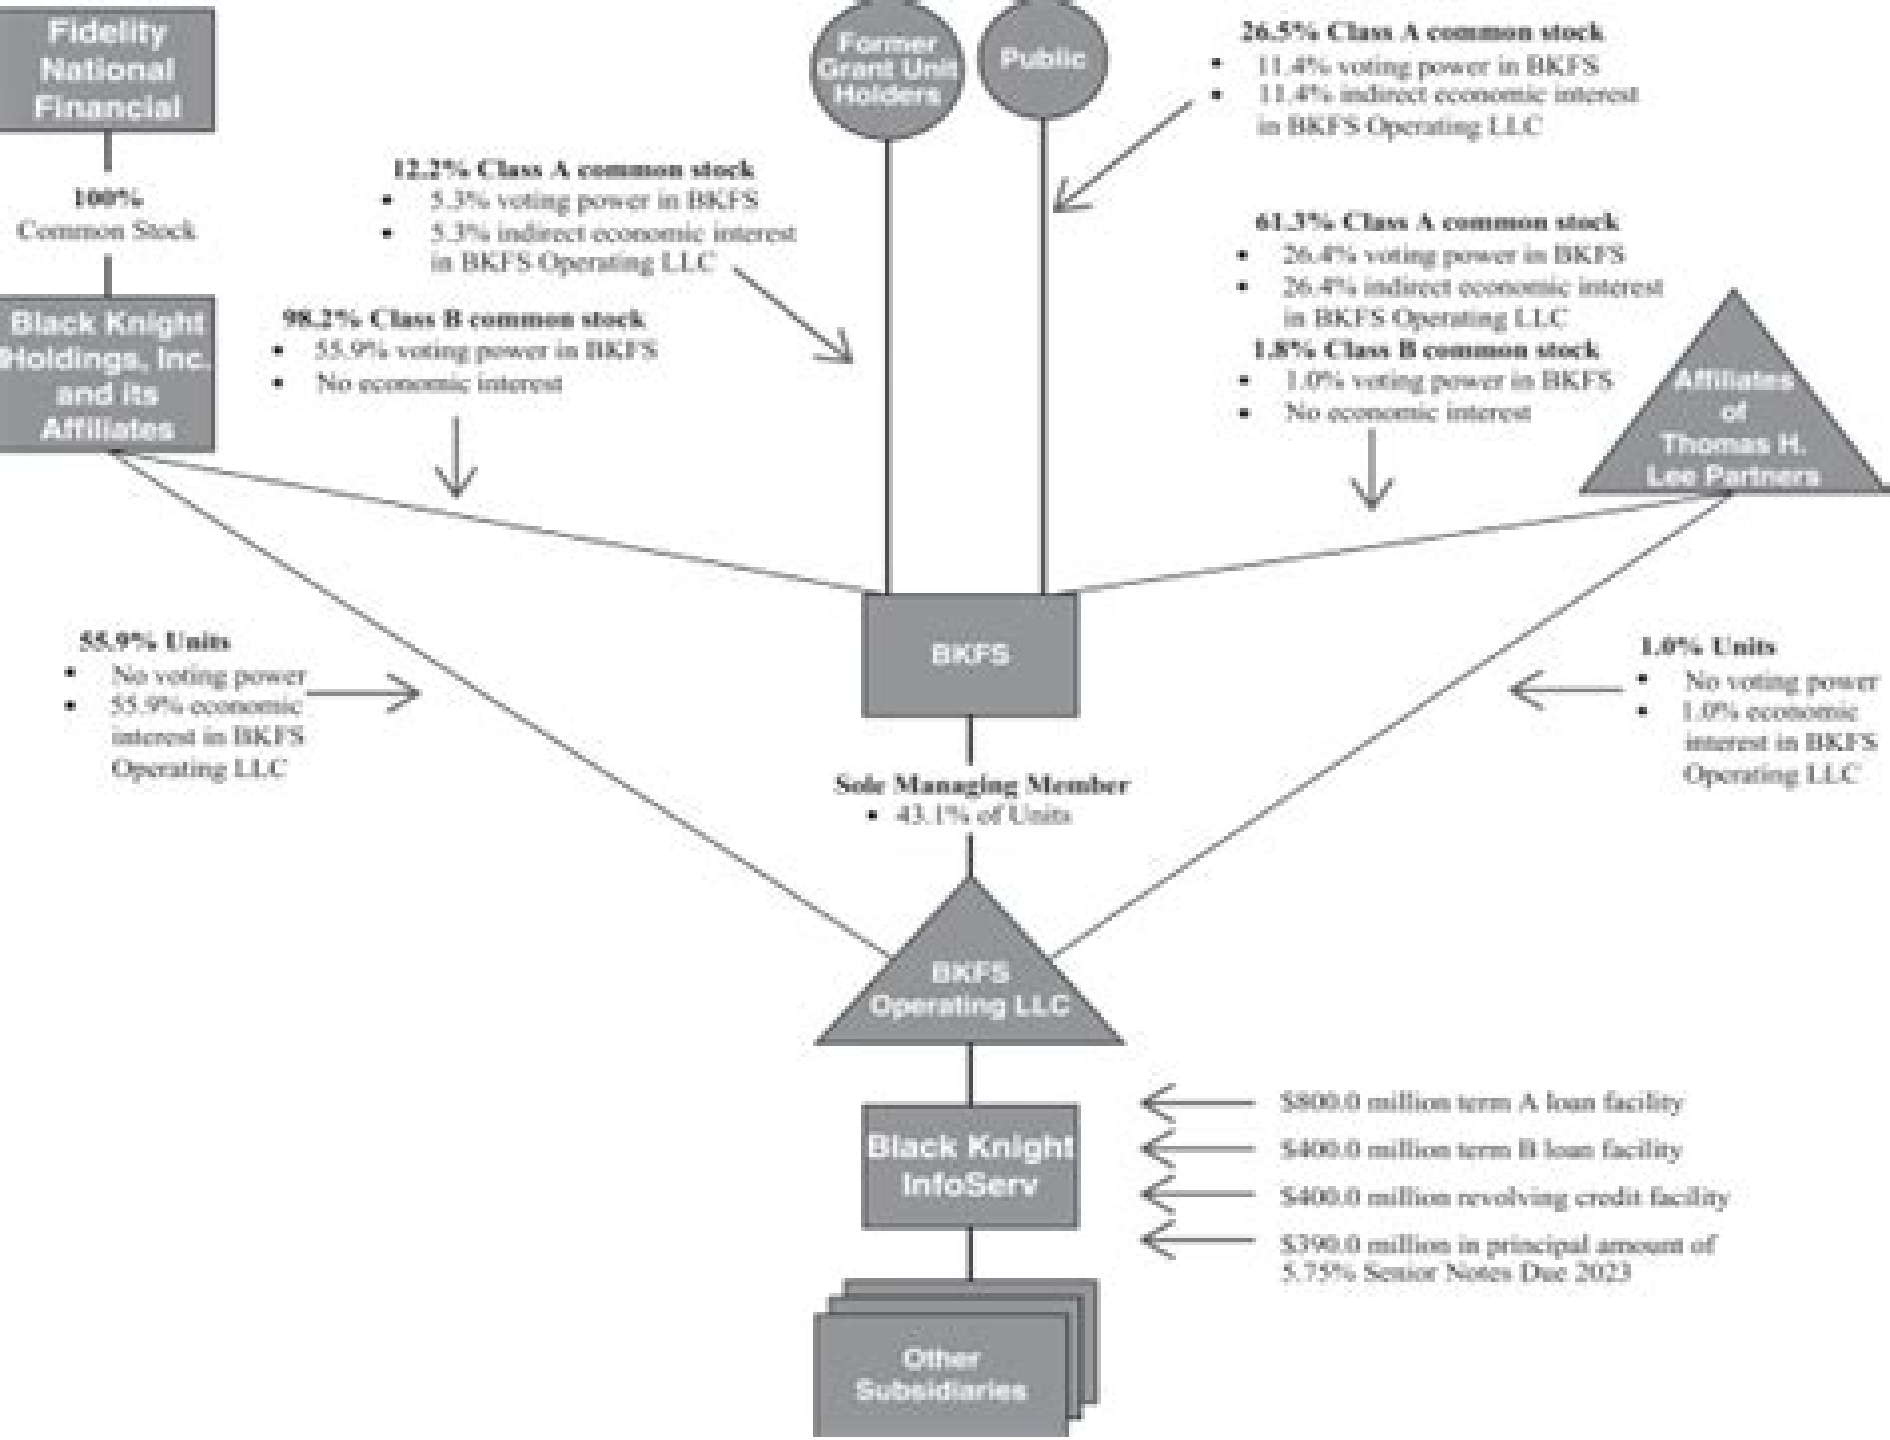 Fidelity
National
Financial
100%
Common Stock
Black Knight
Holdings, Inc.
and its
Affiliates
Former
Grant Unit
Holders
Public
26.5% Class A common stock
• 11.4% voting power in BKFS
• 11.4% indirect economic interest
in BKFS Operating LLC
12.2% Class A common stock
• 5.3% voting power in BKFS
• 5.3% indirect economic interest
in BKFS Operating LLC
98.2% Class B common stock
• 55.9% voting power in BKFS
• No economic interest
61.3% Class A common stock
• 26.4% voting power in BKFS
• 26.4% indirect economic interest
in BKFS Operating LLC
1.8% Class B common stock
• 1.0% voting power in BKFS
• No economic interest
Affiliates
of
Thomas H.
Lee Partners
55.9% Units
• No voting power
• 55.9% economic
interest in BKFS
Operating LLC
BKFS
1.0% Units
• No voting power
• 1.0% economic
interest in BKFS
Operating LLC
Sole Managing Member
• 43.1% of Units
BKFS
Operating LLC
Black Knight
InfoServ
$800.0 million term A loan facility
$400.0 million term B loan facility
$400.0 million revolving credit facility
$390.0 million in principal amount of
5.75% Senior Notes Due 2023
Other
Subsidiaries